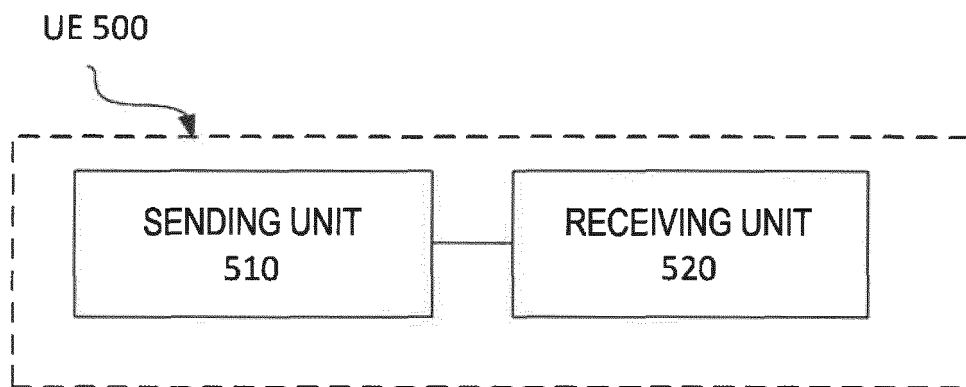 UE 500
SENDING UNIT
510
RECEIVING UNIT
520